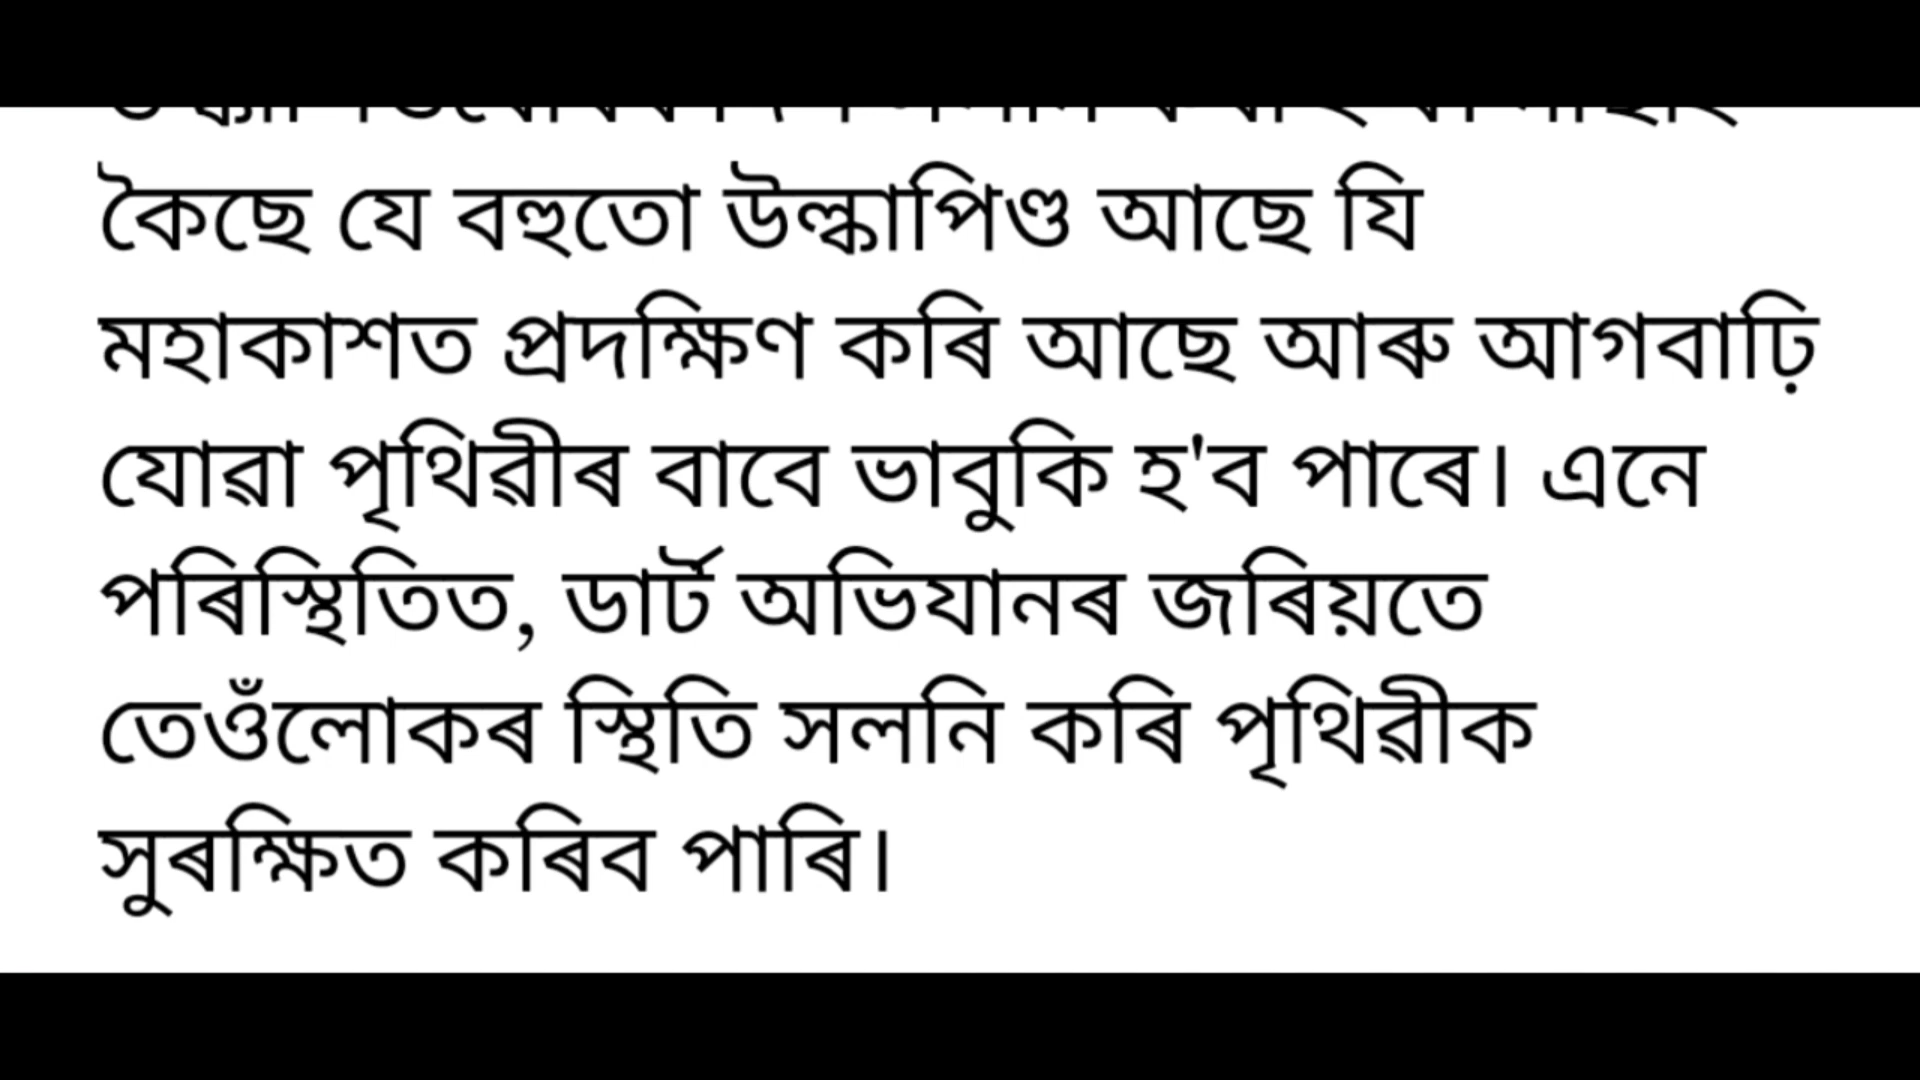 কৈছে যে বহুতো উল্কাপিণ্ড আছে যি
মহাকাশত প্ৰদক্ষিণ কৰি আছে আৰু আগবাঢ়ি
যোৱা পৃথিৱীৰ বাবে ভাবুকি হ'ব পাৰে। এনে
পৰিস্থিতিত, ডাৰ্ট অভিযানৰ জৰিয়তে
তেওঁলোকৰ স্থিতি সলনি কৰি পৃথিৱীক
সুৰক্ষিত কৰিব পাৰি।